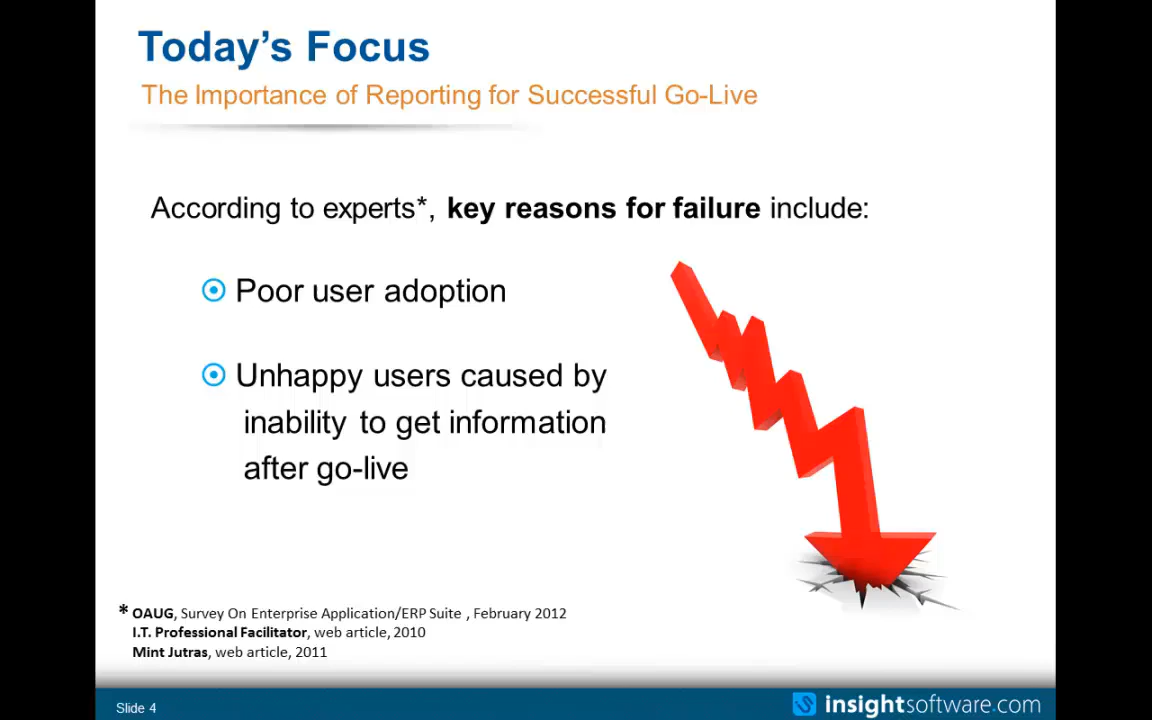 Today's Focus
The Importance of Reporting for Successful Go-Live
According to experts*, key reasons for failure include:
Poor user adoption
Unhappy users caused by
inability to get information
after go-live
* OAUG, Survey On Enterprise Application/ERP Suite , February 2012
I.T. Professional Facilitator, web article, 2010
Mint Jutras, web article, 2011
Slide 4
insightsoftware.com